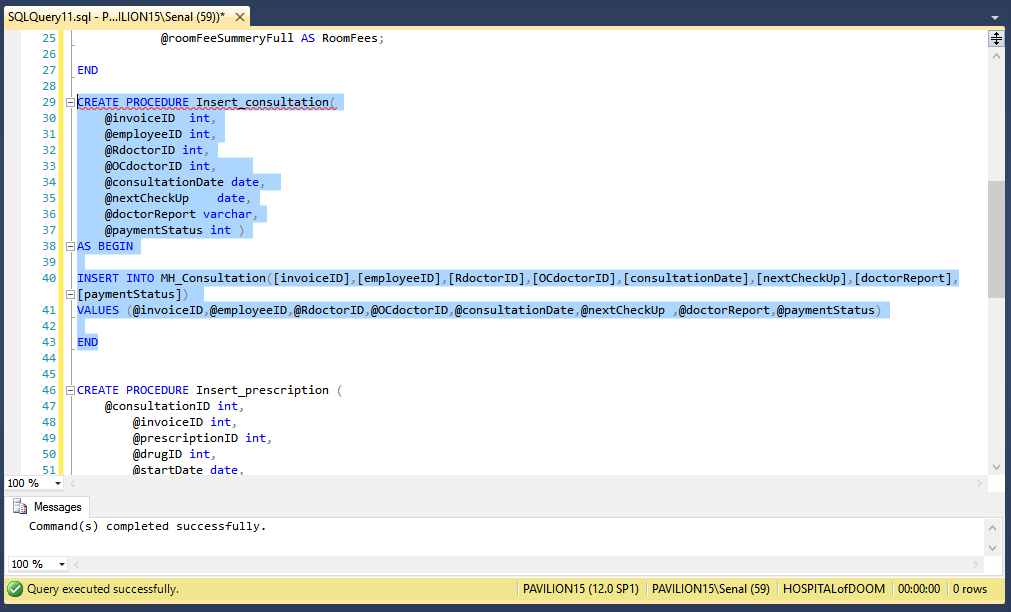 SQLQuery11.sql - P...ILION15\Senal (59))*
25 @roomFeeSummeryFull AS RoomFees;
26
27 END
28
29 CREATE PROCEDURE Insert_consultation(
30 @invoiceID int,
31 @employeeID int,
32 @RdoctorID int,
33 @OCdoctorID int,
34 @consultationDate date,
35 @nextCheckUp date,
36 @doctorReport varchar,
37 @paymentStatus int )
38 AS BEGIN
39
40 INSERT INTO MH_Consultation([invoiceID],[employeeID],[RdoctorID],[OCdoctorID],[consultationDate],[nextCheckUp],[doctorReport],
[paymentStatus])
41 VALUES (@invoiceID,@employeeID,@RdoctorID,@OCdoctorID,@consultationDate,@nextCheckUp ,@doctorReport,@paymentStatus)
42
43 END
44
45
46 CREATE PROCEDURE Insert_prescription (
47 @consultationID int,
48 @invoiceID int,
49 @prescriptionID int,
50 @drugID int,
51 @startDate date,
100 %
Messages
Command(s) completed successfully.
100 %
Query executed successfully. PAVILION15 (12.0 SP1) PAVILION15\Senal (59) HOSPITALofDOOM 00:00:00 0 rows